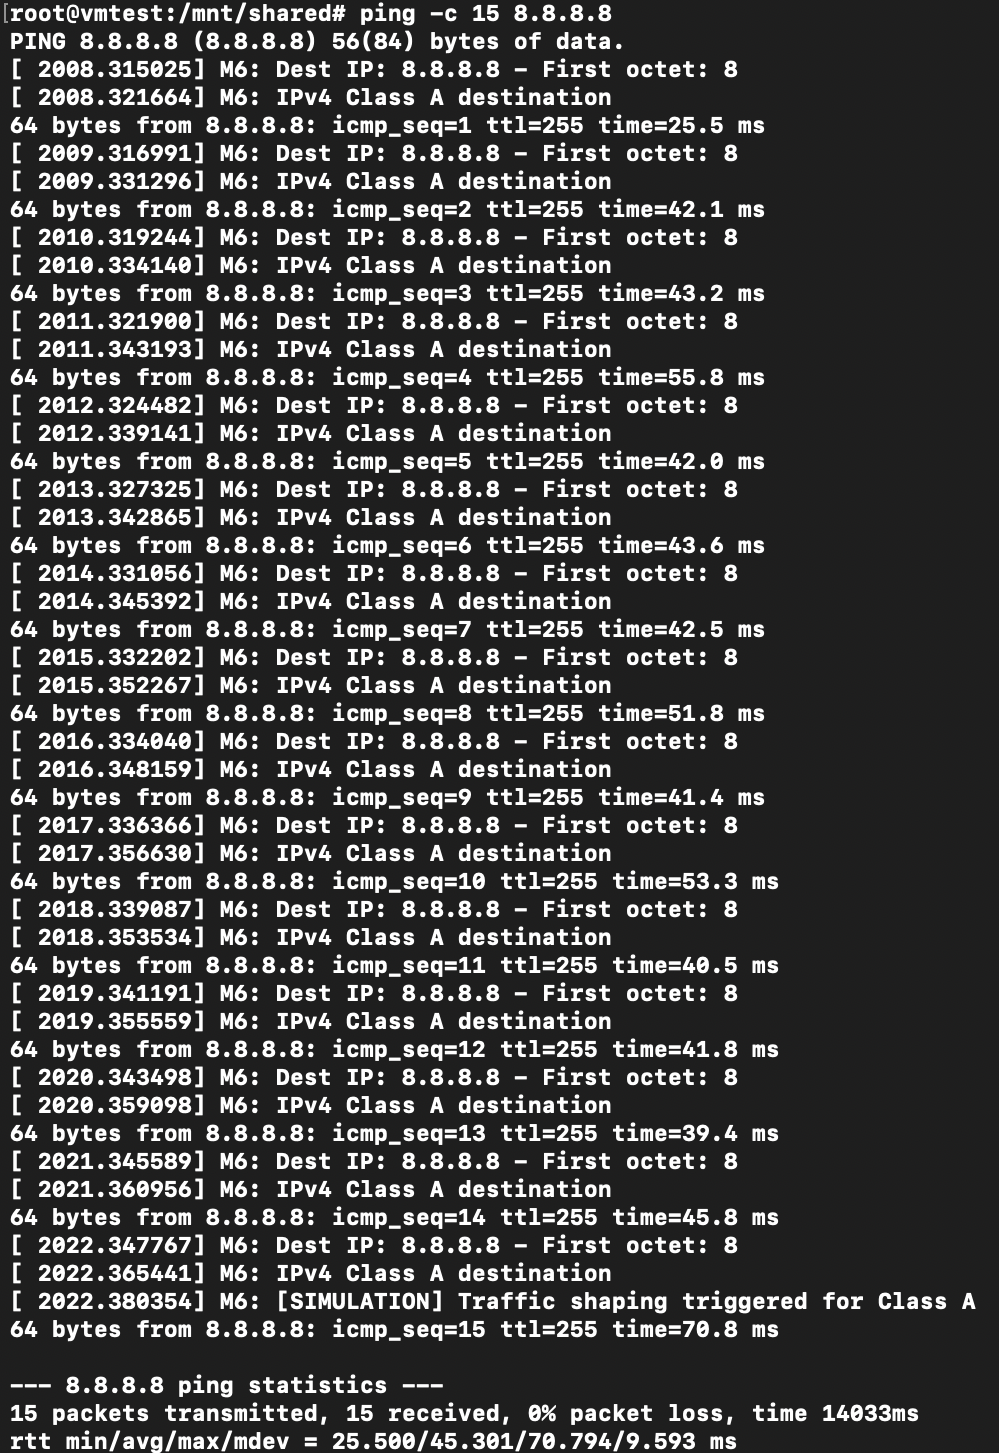 [root@vmtest:/mnt/shared# ping -c 15 8.8.8.8
PING 8.8.8.8 (8.8.8.8) 56(84) bytes of data.
[ 2008.315025] M6: Dest IP: 8.8.8.8 - First octet: 8
[ 2008.321664] M6: IPv4 Class A destination
64 bytes from 8.8.8.8: icmp_seq=1 ttl=255 time=25.5 ms
[ 2009.316991] M6: Dest IP: 8.8.8.8 - First octet: 8
[ 2009.331296] M6: IPv4 Class A destination
64 bytes from 8.8.8.8: icmp_seq=2 ttl=255 time=42.1 ms
[ 2010.319244] M6: Dest IP: 8.8.8.8 - First octet: 8
[ 2010.334140] M6: IPv4 Class A destination
64 bytes from 8.8.8.8: icmp_seq=3 ttl=255 time=43.2 ms
[ 2011.321900] M6: Dest IP: 8.8.8.8 - First octet: 8
[ 2011.343193] M6: IPv4 Class A destination
64 bytes from 8.8.8.8: icmp_seq=4 ttl=255 time=55.8 ms
[ 2012.324482] M6: Dest IP: 8.8.8.8 - First octet: 8
[ 2012.339141] M6: IPv4 Class A destination
64 bytes from 8.8.8.8: icmp_seq=5 ttl=255 time=42.0 ms
[ 2013.327325] M6: Dest IP: 8.8.8.8 - First octet: 8
[ 2013.342865] M6: IPv4 Class A destination
64 bytes from 8.8.8.8: icmp_seq=6 ttl=255 time=43.6 ms
[ 2014.331056] M6: Dest IP: 8.8.8.8 - First octet: 8
[ 2014.345392] M6: IPv4 Class A destination
64 bytes from 8.8.8.8: icmp_seq=7 ttl=255 time=42.5 ms
[ 2015.332202] M6: Dest IP: 8.8.8.8 - First octet: 8
[ 2015.352267] M6: IPv4 Class A destination
64 bytes from 8.8.8.8: icmp_seq=8 ttl=255 time=51.8 ms
[ 2016.334040] M6: Dest IP: 8.8.8.8 - First octet: 8
[ 2016.348159] M6: IPv4 Class A destination
64 bytes from 8.8.8.8: icmp_seq=9 ttl=255 time=41.4 ms
[ 2017.336366] M6: Dest IP: 8.8.8.8 - First octet: 8
[ 2017.356630] M6: IPv4 Class A destination
64 bytes from 8.8.8.8: icmp_seq=10 ttl=255 time=53.3 ms
[ 2018.339087] M6: Dest IP: 8.8.8.8 - First octet: 8
[ 2018.353534] M6: IPv4 Class A destination
64 bytes from 8.8.8.8: icmp_seq=11 ttl=255 time=40.5 ms
[ 2019.341191] M6: Dest IP: 8.8.8.8 - First octet: 8
[ 2019.355559] M6: IPv4 Class A destination
64 bytes from 8.8.8.8: icmp_seq=12 ttl=255 time=41.8 ms
[ 2020.343498] M6: Dest IP: 8.8.8.8 - First octet: 8
[ 2020.359098] M6: IPv4 Class A destination
64 bytes from 8.8.8.8: icmp_seq=13 ttl=255 time=39.4 ms
[ 2021.345589] M6: Dest IP: 8.8.8.8 - First octet: 8
[ 2021.360956] M6: IPv4 Class A destination
64 bytes from 8.8.8.8: icmp_seq=14 ttl=255 time=45.8 ms
[ 2022.347767] M6: Dest IP: 8.8.8.8 - First octet: 8
[ 2022.365441] M6: IPv4 Class A destination
[ 2022.380354] M6: [SIMULATION] Traffic shaping triggered for Class A
64 bytes from 8.8.8.8: icmp_seq=15 ttl=255 time=70.8 ms
--- 8.8.8.8 ping statistics ---
15 packets transmitted, 15 received, 0% packet loss, time 14033ms
rtt min/avg/max/mdev = 25.500/45.301/70.794/9.593 ms